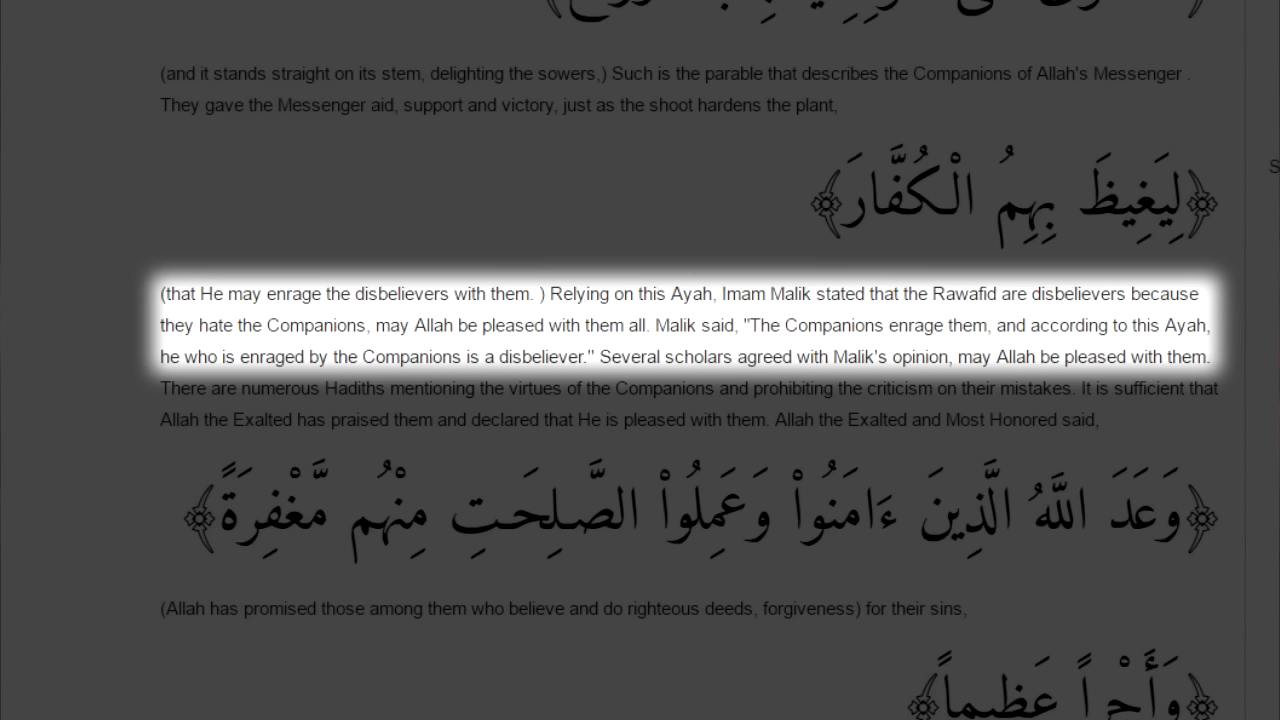 (and it stands straight on its stem, delighting the sowers,) Such is the parable that describes the Companions of Allah's Messenger .
They gave the Messenger aid, support and victory, just as the shoot hardens the plant,
﴿لِيَغِيظَ بِهِمُ الْكُفَّارَ﴾
(that He may enrage the disbelievers with them. ) Relying on this Ayah, Imam Malik stated that the Rawafid are disbelievers because
they hate the Companions, may Allah be pleased with them all. Malik said, "The Companions enrage them, and according to this Ayah,
he who is enraged by the Companions is a disbeliever." Several scholars agreed with Malik's opinion, may Allah be pleased with them.
There are numerous Hadiths mentioning the virtues of the Companions and prohibiting the criticism on their mistakes. It is sufficient that
Allah the Exalted has praised them and declared that He is pleased with them. Allah the Exalted and Most Honored said,
﴿وَعَدَ اللَّهُ الَّذِينَ ءَامَنُواْ وَعَمِلُواْ الصَّـلِحَـتِ مِنْهُم مَّغْفِرَةً﴾
(Allah has promised those among them who believe and do righteous deeds, forgiveness) for their sins,
﴿وَأَجْراً عَظِيماً﴾